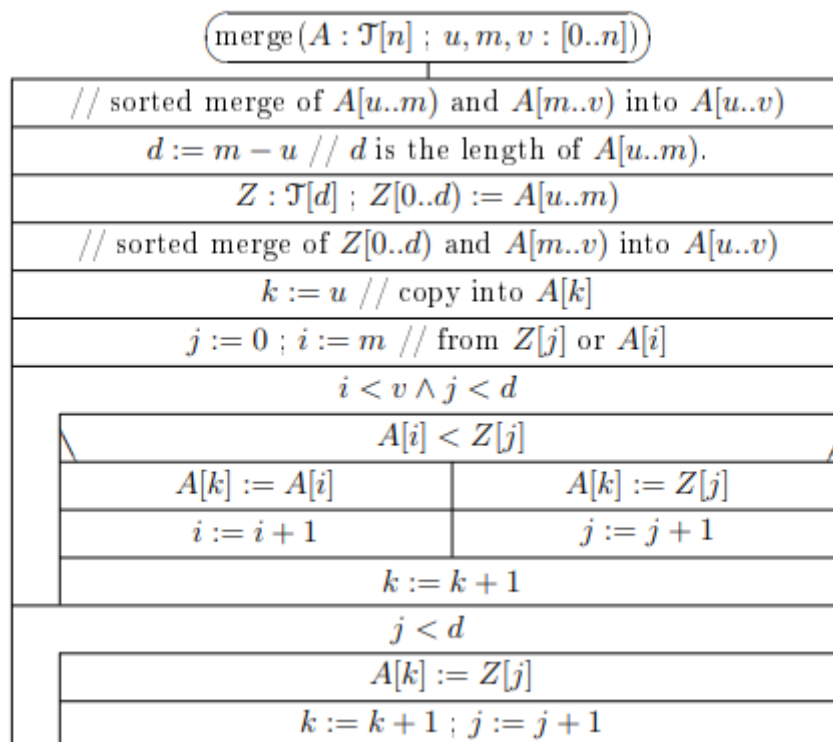 merge(A : 𝔗[n] ; u, m, v : [0..n])
// sorted merge of A[u..m) and A[m..v) into A[u..v)
d := m − u // d is the length of A[u..m).
Z : 𝔗[d] ; Z[0..d) := A[u..m)
// sorted merge of Z[0..d) and A[m..v) into A[u..v)
k := u // copy into A[k]
j := 0 ; i := m // from Z[j] or A[i]
i < v ∧ j < d
A[i] < Z[j]
A[k] := A[i] A[k] := Z[j]
i := i + 1 j := j + 1
k := k + 1
j < d
A[k] := Z[j]
k := k + 1 ; j := j + 1